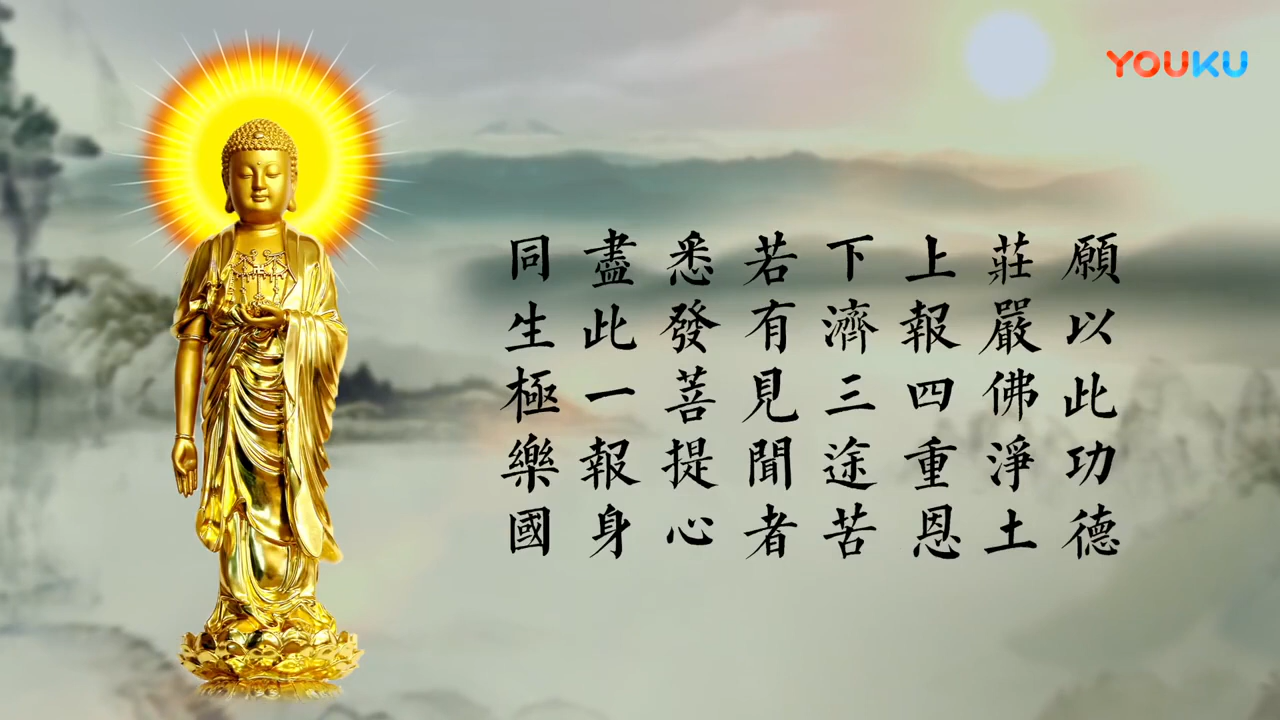 願以此功德
莊嚴佛淨土
上報四重恩
下濟三途苦
若有見聞者
悉發菩提心
盡此一報身
同生極樂國
YOUKU